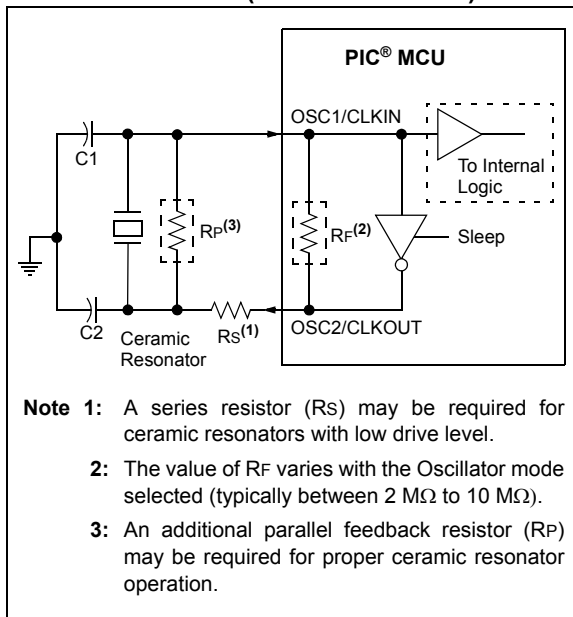 PIC® MCU
OSC1/CLKIN
C1
To Internal
Logic
RP(3)
RF(2)
Sleep
C2
Ceramic
Resonator
RS(1)
OSC2/CLKOUT
Note 1: A series resistor (RS) may be required for
ceramic resonators with low drive level.
2: The value of RF varies with the Oscillator mode
selected (typically between 2 MΩ to 10 MΩ).
3: An additional parallel feedback resistor (RP)
may be required for proper ceramic resonator
operation.